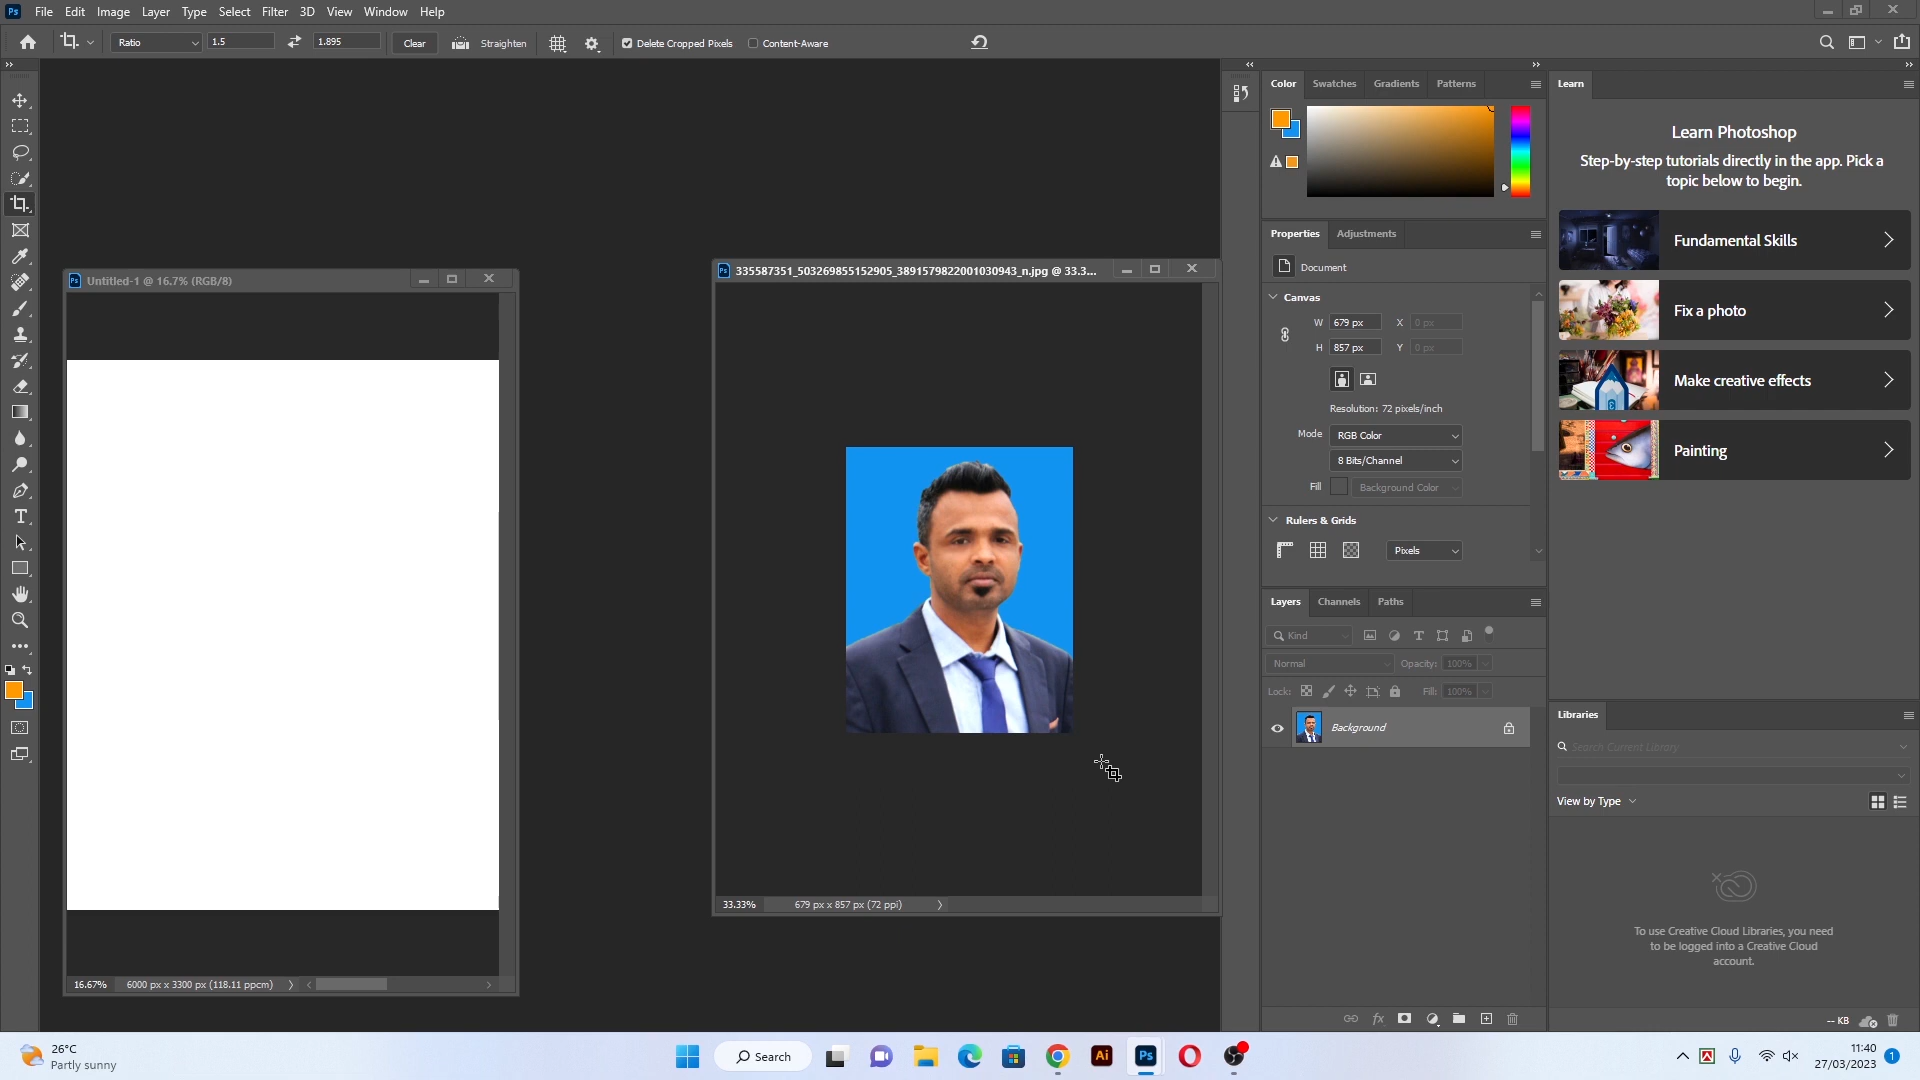 Ps File Edit Image Layer Type Select Filter 3D View Window Help
Ratio 1.5 1.895 Clear Straighten Delete Cropped Pixels Content-Aware
Color Swatches Gradients Patterns
Learn
Learn Photoshop
Step-by-step tutorials directly in the app. Pick a
topic below to begin.
Fundamental Skills
Fix a photo
Make creative effects
Painting
Properties Adjustments
Document
Canvas
W 679 px X 0 px
H 857 px Y 0 px
Resolution: 72 pixels/inch
Mode RGB Color
8 Bits/Channel
Fill Background Color
Rulers & Grids
Pixels
Layers Channels Paths
Kind
Normal Opacity: 100%
Lock: Fill: 100%
Background
Libraries
Search Current Library
View by Type
To use Creative Cloud Libraries, you need
to be logged into a Creative Cloud
account.
-- KB
Ps Untitled-1 @ 16.7% (RGB/8)
16.67% 6000 px x 3300 px (118.11 ppcm)
Ps 335587351_503269855152905_3891579822001030943_n.jpg @ 33.3...
33.33% 679 px x 857 px (72 ppi)
26°C
Partly sunny
Search
Ai
Ps
11:40
27/03/2023
1